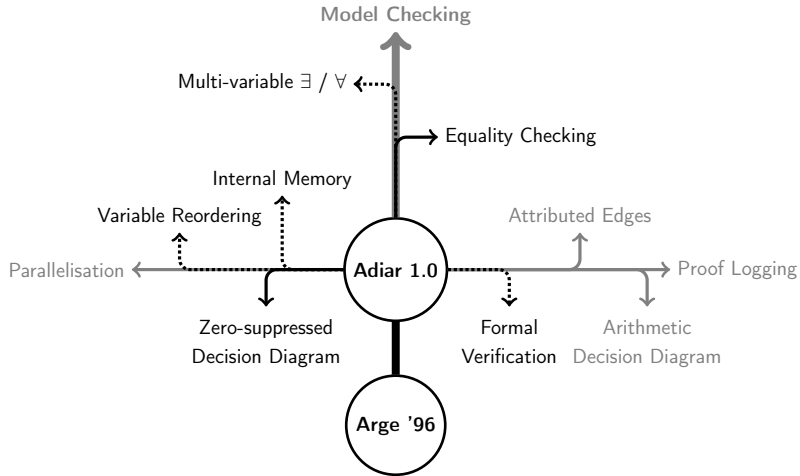 Model Checking
Multi-variable ∃ / ∀
Equality Checking
Internal Memory
Variable Reordering
Attributed Edges
Parallelisation
Adiar 1.0
Proof Logging
Zero-suppressed
Decision Diagram
Formal
Verification
Arithmetic
Decision Diagram
Arge '96